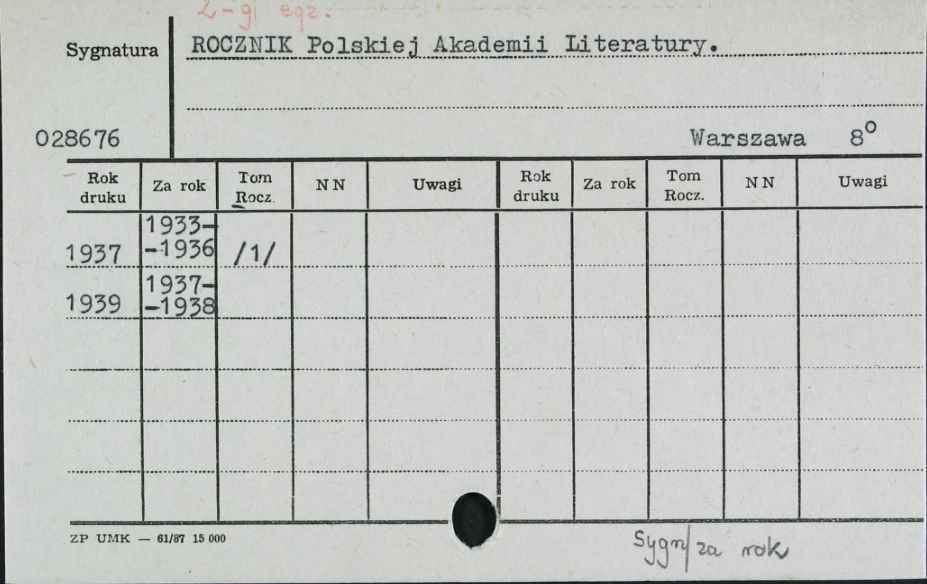 2-gi egz.
Sygnatura ROCZNIK Polskiej Akademii Literatury.
028676 Warszawa 8°
Rok druku Za rok Tom Rocz. NN Uwagi Rok druku Za rok Tom Rocz. NN Uwagi
1937 1933-
-1936 /1/
1939 1937-
-1938
ZP UMK — 61/87 15 000
Sygn/za rok